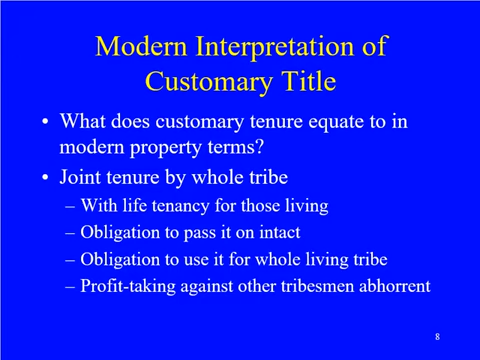 Modern Interpretation of
Customary Title
• What does customary tenure equate to in
modern property terms?
• Joint tenure by whole tribe
– With life tenancy for those living
– Obligation to pass it on intact
– Obligation to use it for whole living tribe
– Profit-taking against other tribesmen abhorrent
8